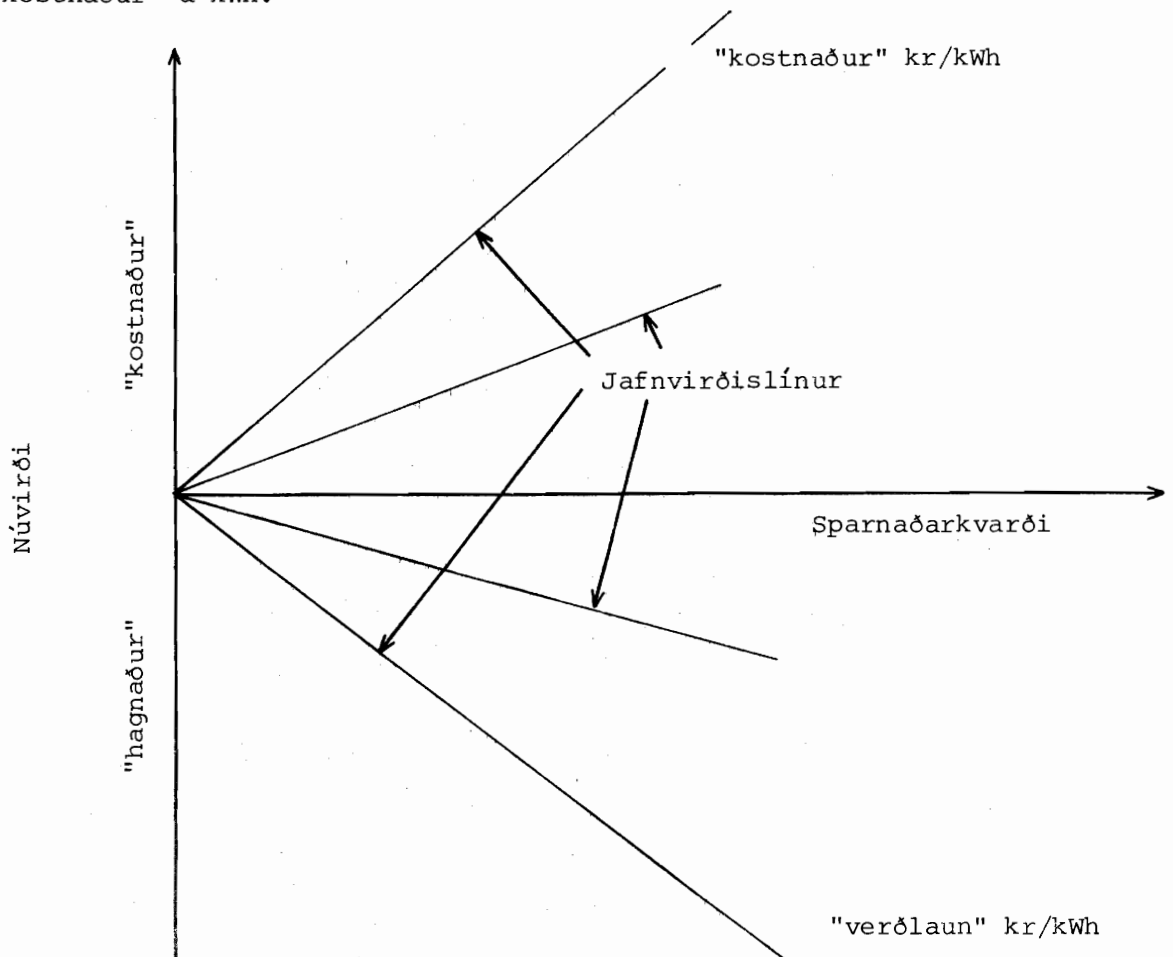 "kostnaður" kr/kWh
"kostnaður"
Jafnvirðislínur
Núvirði
Sparnaðarkvarði
"hagnaður"
"verðlaun" kr/kWh